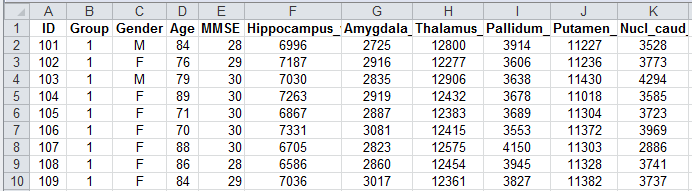 A B C D E F G H I J K
1 ID Group Gender Age MMSE Hippocampus_ Amygdala_ Thalamus_ Pallidum_ Putamen_ Nucl_caud_
2 101 1 M 84 28 6996 2725 12800 3914 11227 3528
3 102 1 F 76 29 7187 2916 12277 3606 11236 3773
4 103 1 M 79 30 7030 2835 12906 3638 11430 4294
5 104 1 F 89 30 7263 2919 12432 3678 11018 3585
6 105 1 F 71 30 6867 2887 12383 3689 11304 3723
7 106 1 F 70 30 7331 3081 12415 3553 11372 3969
8 107 1 F 88 30 6705 2823 12575 4150 11303 2886
9 108 1 F 86 28 6586 2860 12454 3945 11328 3741
10 109 1 F 84 29 7036 3017 12361 3827 11382 3737